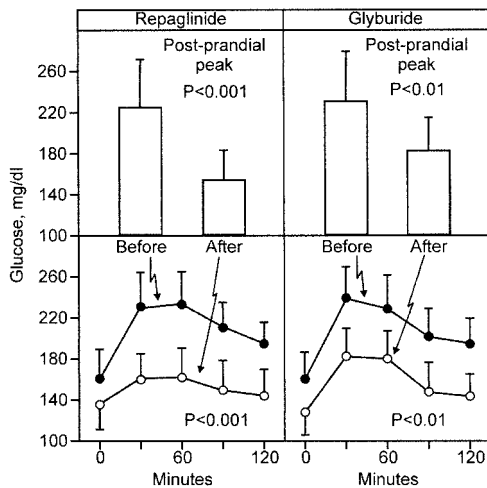 Repaglinide
Glyburide
Post-prandial
peak
P<0.001
Post-prandial
peak
P<0.01
Glucose, mg/dl
260
220
180
140
100
Before
After
Before
After
260
220
180
140
100
P<0.001
P<0.01
0
60
120
0
60
120
Minutes
Minutes